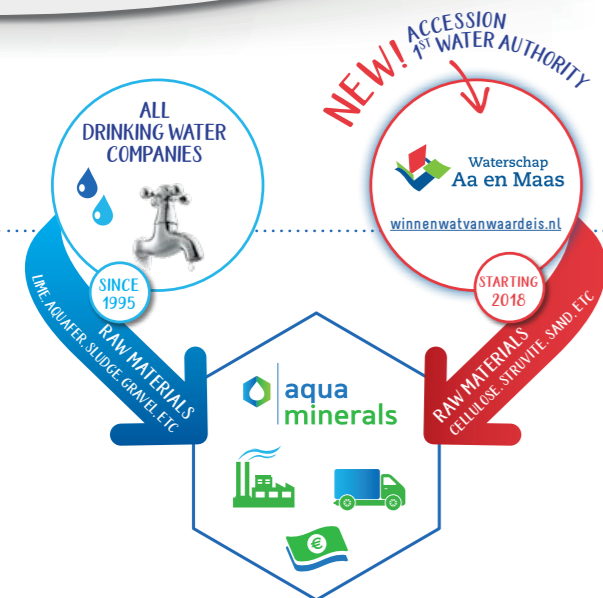 NEW!
ACCESSION
1ST WATER AUTHORITY
ALL
DRINKING WATER
COMPANIES
Waterschap
Aa en Maas
winnenwatvanwaardeis.nl
SINCE
1995
RAW MATERIALS
LIME, AQUAFER, SLUDGE, GRAVEL, ETC
STARTING
2018
RAW MATERIALS
CELLULOSE, STRUVITE, SAND, ETC
aqua
minerals
€